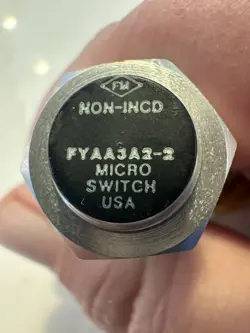 FM
NON-INCD
FYAA3A2-2
MICRO
SWITCH
USA